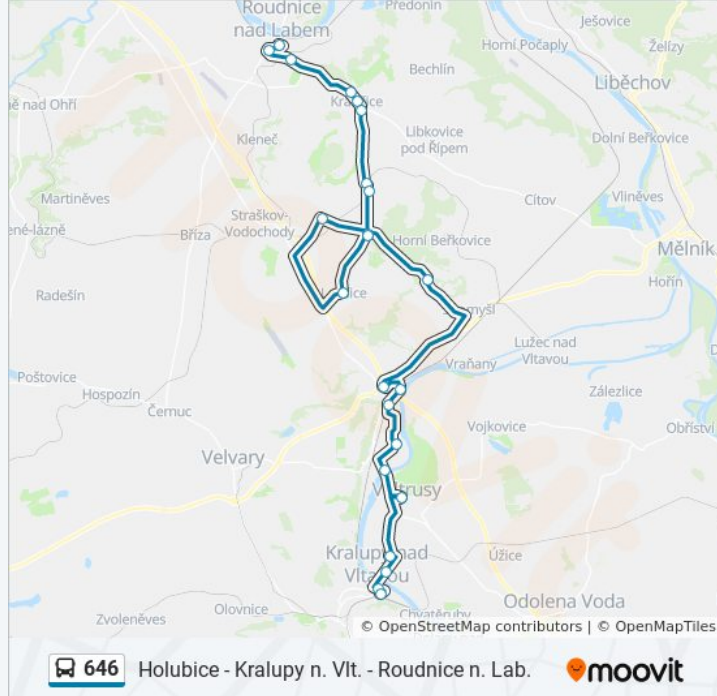 Roudnice
nad Labem
Předonín
Ješovice
Horní Počaply
Želízy
Bechlín
Liběchov
ě nad Ohří
Krabčice
Libkovice
pod Řípem
Dolní Beřkovice
Kleneč
Martiněves
Straškov-
Vodochody
Cítov
Vliněves
ené-lázně
Bříza
Horní Beřkovice
Mělník
Hořín
Radešín
Lužec nad
Vltavou
Vraňany
Poštovice
Hospozín
Zálezlice
Černuc
Vojkovice
Obříství
Velvary
Veltrusy
Kralupy nad
Vltavou
Úžice
Odolena Voda
Zvoleněves
Olovnice
Chvatěruby
© OpenStreetMap contributors | © OpenMapTiles
646 Holubice - Kralupy n. Vlt. - Roudnice n. Lab.
moovit